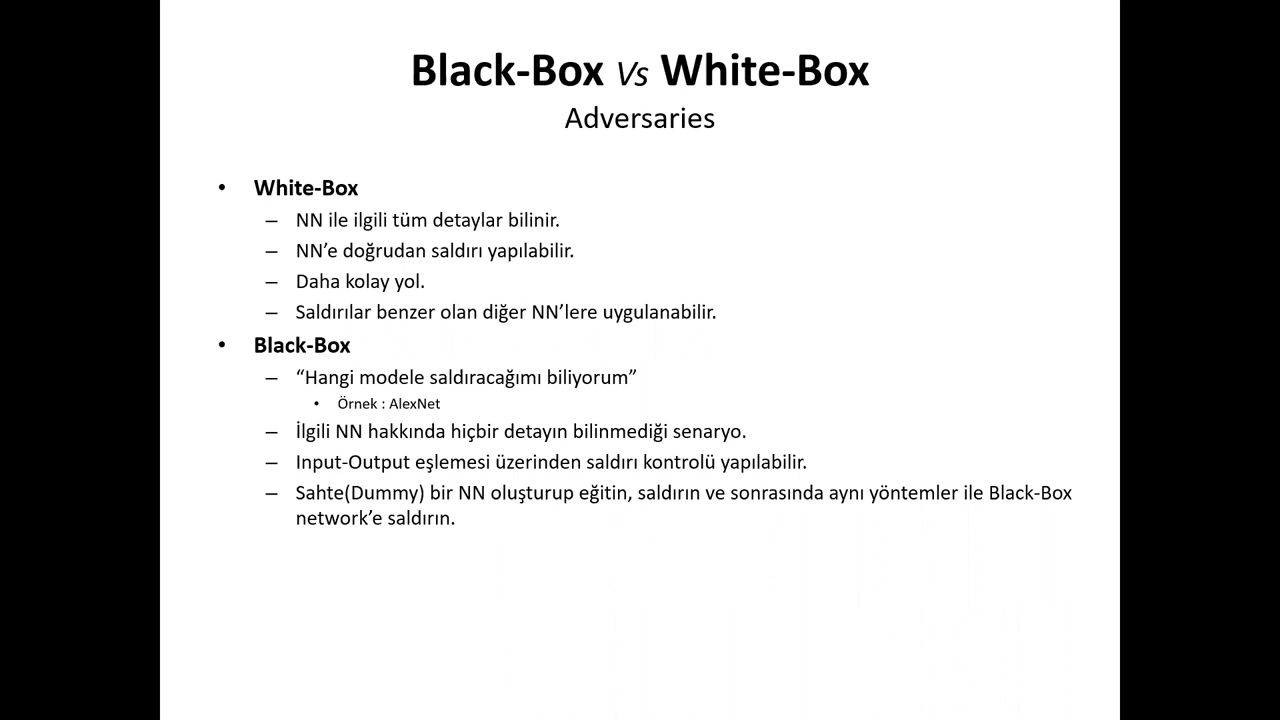 Black-Box Vs White-Box
Adversaries
• White-Box
– NN ile ilgili tüm detaylar bilinir.
– NN’e doğrudan saldırı yapılabilir.
– Daha kolay yol.
– Saldırılar benzer olan diğer NN’lere uygulanabilir.
• Black-Box
– “Hangi modele saldıracağımı biliyorum”
• Örnek : AlexNet
– İlgili NN hakkında hiçbir detayın bilinmediği senaryo.
– Input-Output eşlemesi üzerinden saldırı kontrolü yapılabilir.
– Sahte(Dummy) bir NN oluşturup eğitin, saldırın ve sonrasında aynı yöntemler ile Black-Box
network’e saldırın.